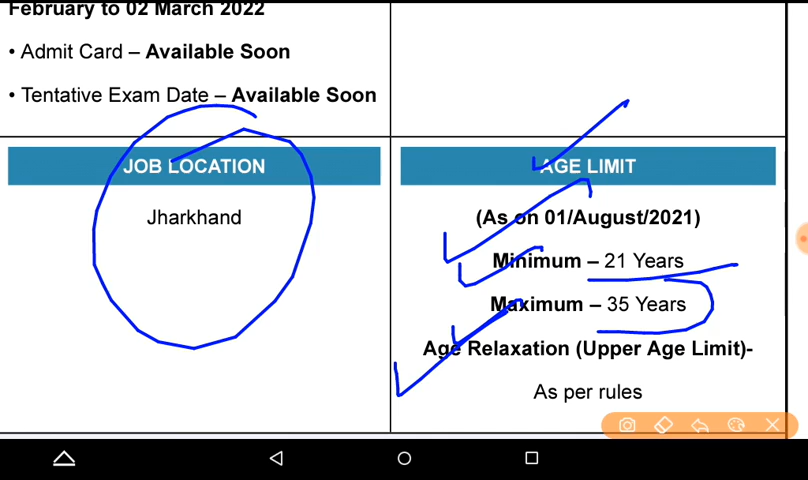 February to 02 March 2022
• Admit Card – Available Soon
• Tentative Exam Date – Available Soon
JOB LOCATION
Jharkhand
AGE LIMIT
(As on 01/August/2021)
Minimum – 21 Years
Maximum – 35 Years
Age Relaxation (Upper Age Limit)-
As per rules